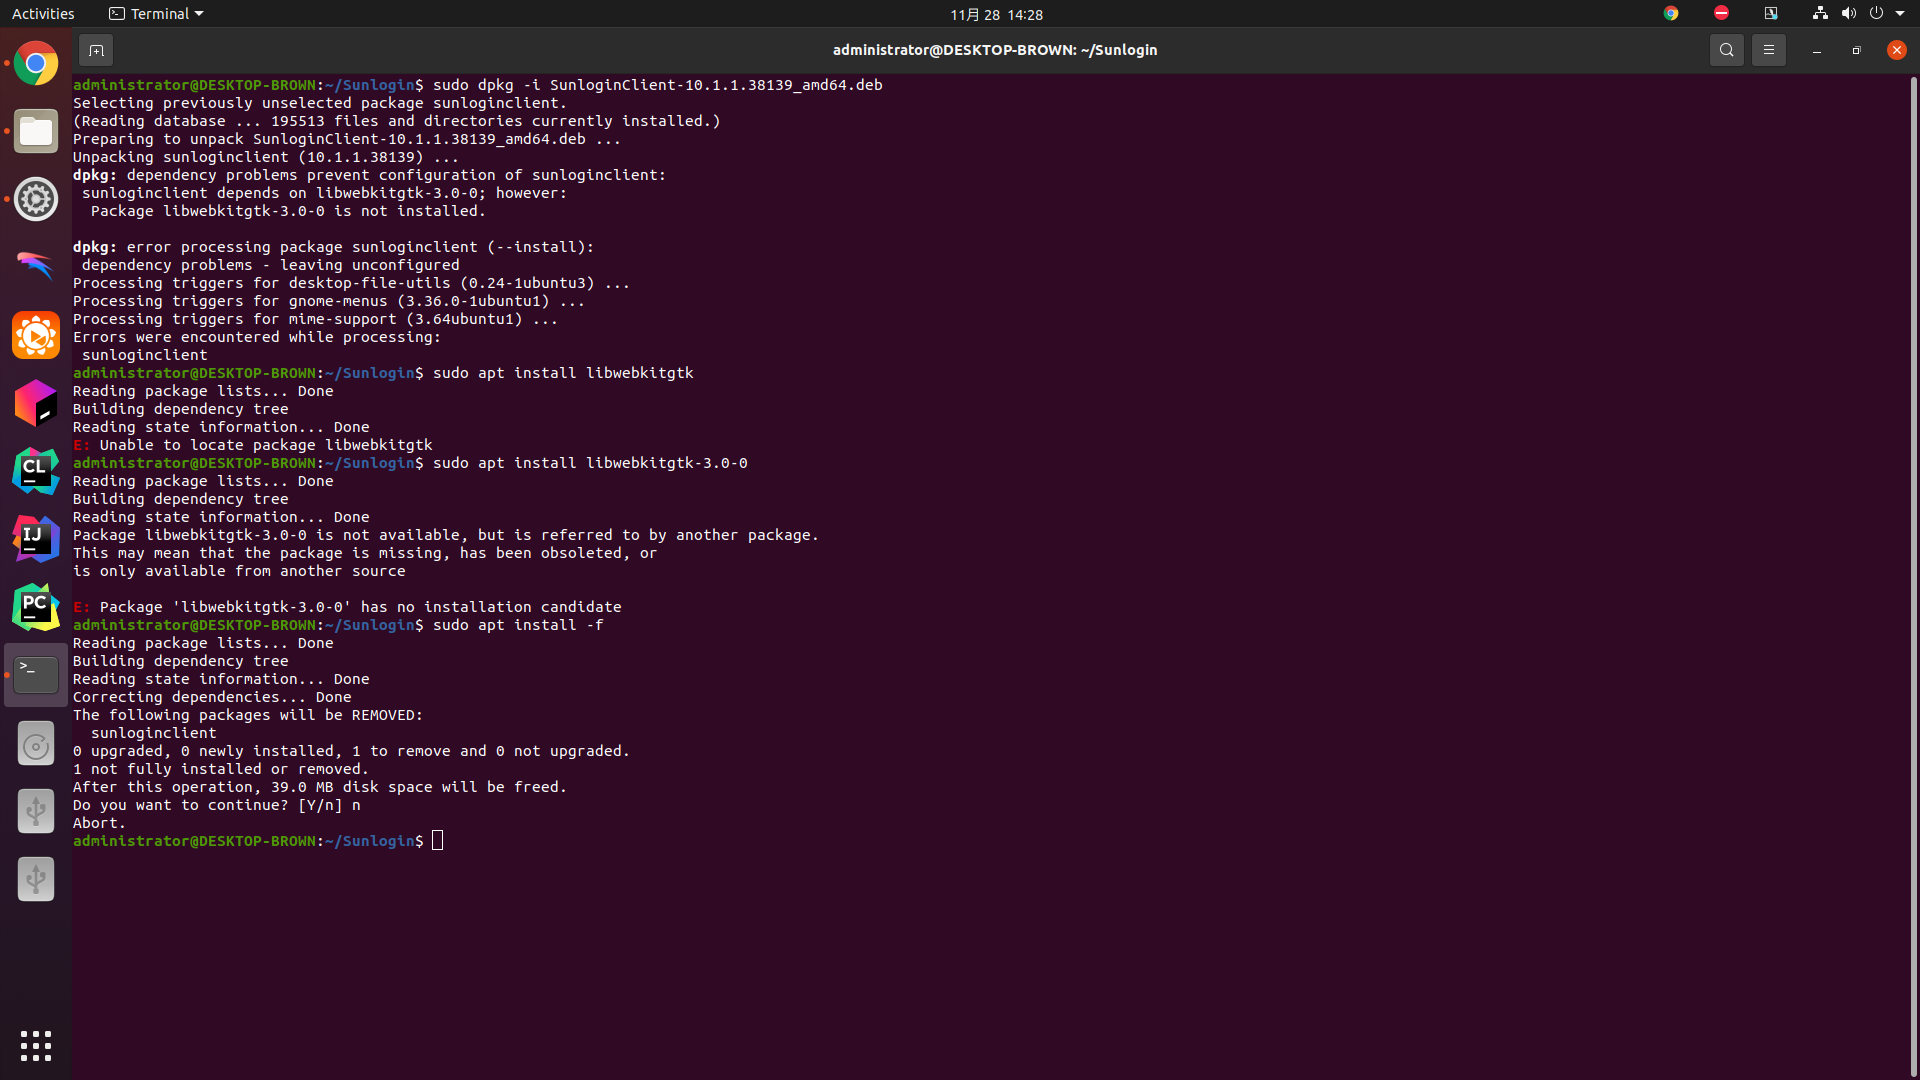 Activities
Terminal
11月 28 14:28
administrator@DESKTOP-BROWN: ~/Sunlogin
administrator@DESKTOP-BROWN:~/Sunlogin$ sudo dpkg -i SunloginClient-10.1.1.38139_amd64.deb
Selecting previously unselected package sunloginclient.
(Reading database ... 195513 files and directories currently installed.)
Preparing to unpack SunloginClient-10.1.1.38139_amd64.deb ...
Unpacking sunloginclient (10.1.1.38139) ...
dpkg: dependency problems prevent configuration of sunloginclient:
 sunloginclient depends on libwebkitgtk-3.0-0; however:
  Package libwebkitgtk-3.0-0 is not installed.

dpkg: error processing package sunloginclient (--install):
 dependency problems - leaving unconfigured
Processing triggers for desktop-file-utils (0.24-1ubuntu3) ...
Processing triggers for gnome-menus (3.36.0-1ubuntu1) ...
Processing triggers for mime-support (3.64ubuntu1) ...
Errors were encountered while processing:
 sunloginclient
administrator@DESKTOP-BROWN:~/Sunlogin$ sudo apt install libwebkitgtk
Reading package lists... Done
Building dependency tree
Reading state information... Done
E: Unable to locate package libwebkitgtk
administrator@DESKTOP-BROWN:~/Sunlogin$ sudo apt install libwebkitgtk-3.0-0
Reading package lists... Done
Building dependency tree
Reading state information... Done
Package libwebkitgtk-3.0-0 is not available, but is referred to by another package.
This may mean that the package is missing, has been obsoleted, or
is only available from another source

E: Package 'libwebkitgtk-3.0-0' has no installation candidate
administrator@DESKTOP-BROWN:~/Sunlogin$ sudo apt install -f
Reading package lists... Done
Building dependency tree
Reading state information... Done
Correcting dependencies... Done
The following packages will be REMOVED:
  sunloginclient
0 upgraded, 0 newly installed, 1 to remove and 0 not upgraded.
1 not fully installed or removed.
After this operation, 39.0 MB disk space will be freed.
Do you want to continue? [Y/n] n
Abort.
administrator@DESKTOP-BROWN:~/Sunlogin$
CL
IJ
PC
>_